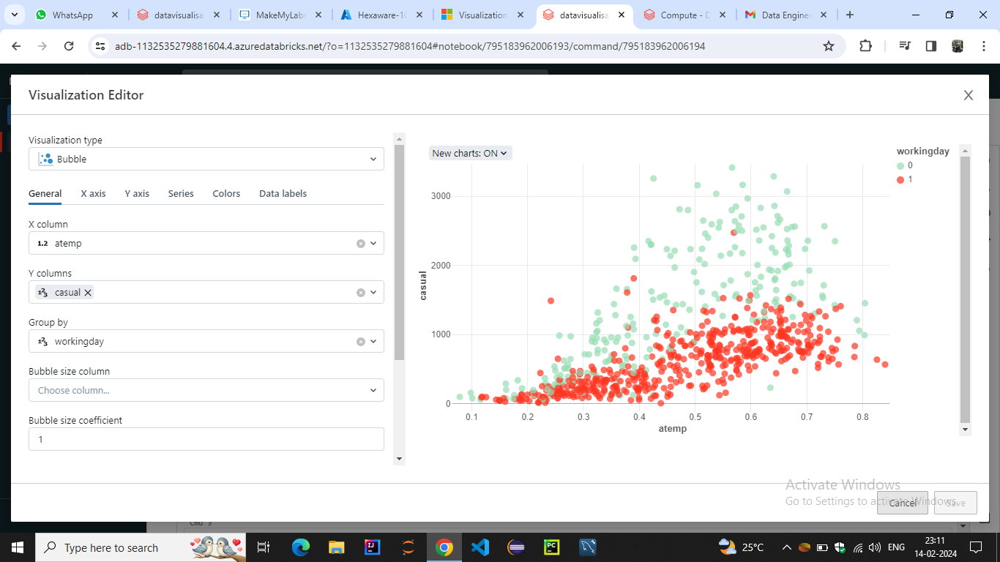 WhatsApp
datavisualisa
MakeMyLabs
Hexaware-10
Visualization
datavisualisa
Compute - D
Data Enginee
adb-1132535279881604.4.azuredatabricks.net/?o=1132535279881604#notebook/795183962006193/command/795183962006194
Visualization Editor
Visualization type
Bubble
General X axis Y axis Series Colors Data labels
X column
1.2 atemp
Y columns
123 casual
Group by
123 workingday
Bubble size column
Choose column...
Bubble size coefficient
1
New charts: ON
workingday
0
1
3000
2000
1000
0
casual
0.1 0.2 0.3 0.4 0.5 0.6 0.7 0.8
atemp
Activate Windows
Go to Settings to activate Windows.
Cancel Save
Cmd 3
Type here to search
25°C
ENG
23:11
14-02-2024